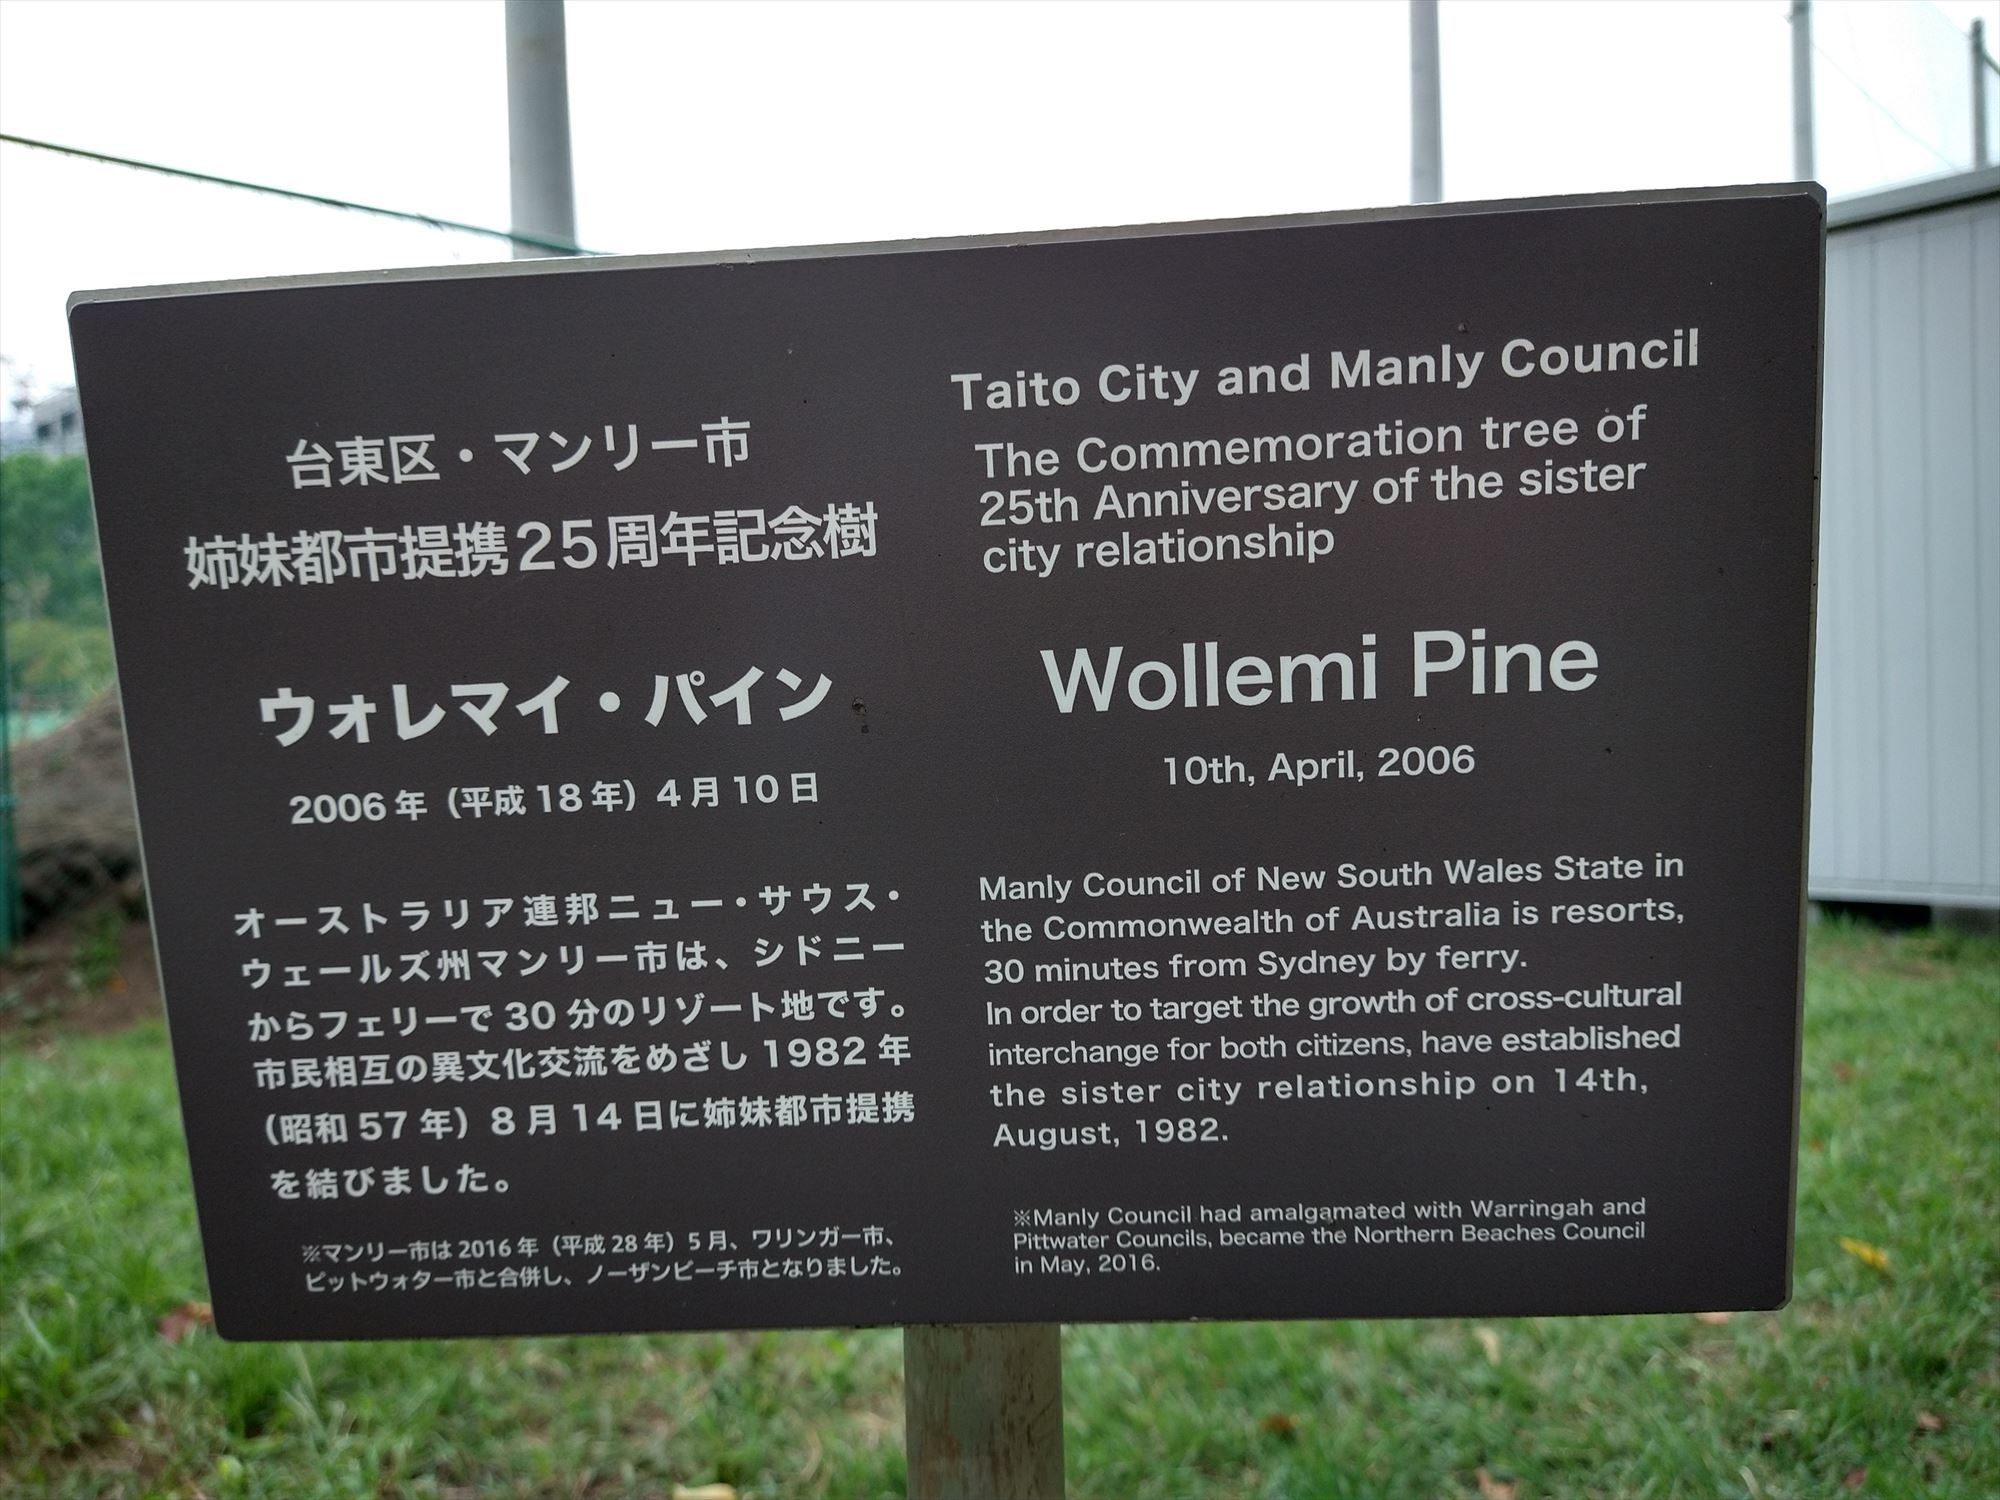 台東区・マンリー市
姉妹都市提携25周年記念樹
ウォレマイ・パイン
2006年（平成18年）4月10日
オーストラリア連邦ニュー・サウス・
ウェールズ州マンリー市は、シドニー
からフェリーで30分のリゾート地です。
市民相互の異文化交流をめざし1982年
（昭和57年）8月14日に姉妹都市提携
を結びました。
※マンリー市は2016年（平成28年）5月、ワリンガー市、
ピットウォター市と合併し、ノーザンビーチ市となりました。
Taito City and Manly Council
The Commemoration tree of
25th Anniversary of the sister
city relationship
Wollemi Pine
10th, April, 2006
Manly Council of New South Wales State in
the Commonwealth of Australia is resorts,
30 minutes from Sydney by ferry.
In order to target the growth of cross-cultural
interchange for both citizens, have established
the sister city relationship on 14th,
August, 1982.
※Manly Council had amalgamated with Warringah and
Pittwater Councils, became the Northern Beaches Council
in May, 2016.